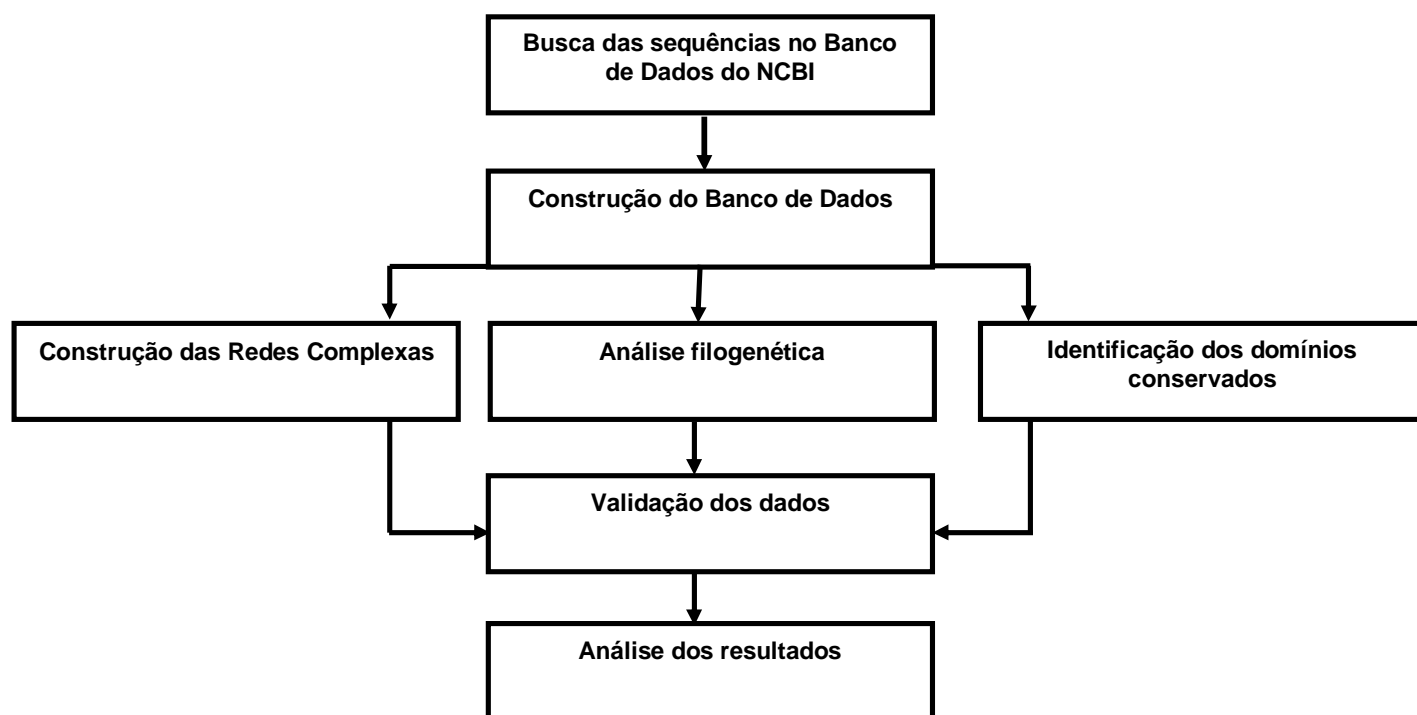 Busca das sequências no Banco
de Dados do NCBI
Construção do Banco de Dados
Construção das Redes Complexas
Análise filogenética
Identificação dos domínios
conservados
Validação dos dados
Análise dos resultados